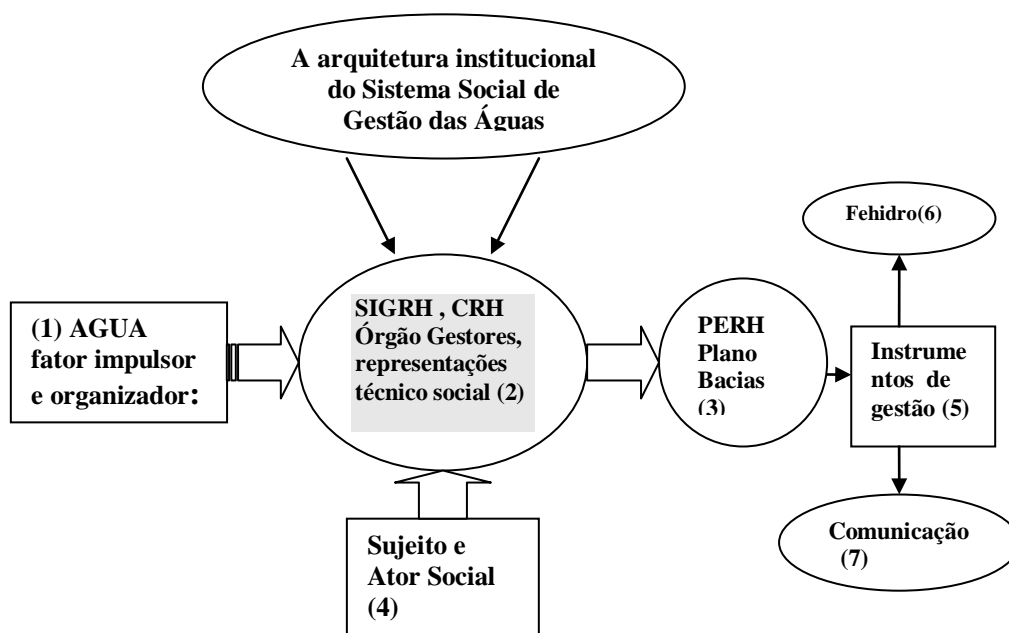 A arquitetura institucional
do Sistema Social de
Gestão das Águas
Fehidro(6)
(1) AGUA
fator impulsor
e organizador:
SIGRH , CRH
Órgão Gestores,
representações
técnico social (2)
PERH
Plano
Bacias
(3)
Instrume
ntos de
gestão (5)
Sujeito e
Ator Social
(4)
Comunicação
(7)